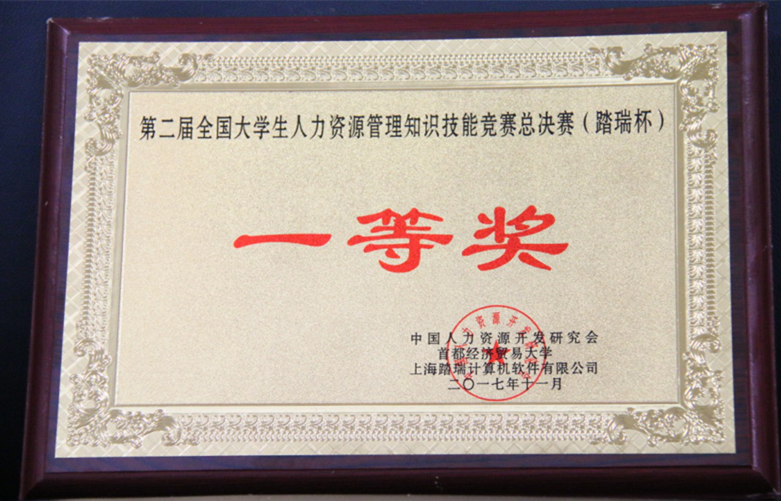 第二届全国大学生人力资源管理知识技能竞赛总决赛（踏瑞杯）
一等奖
中国人力资源开发研究会
首都经济贸易大学
上海踏瑞计算机软件有限公司
二〇一七年十一月